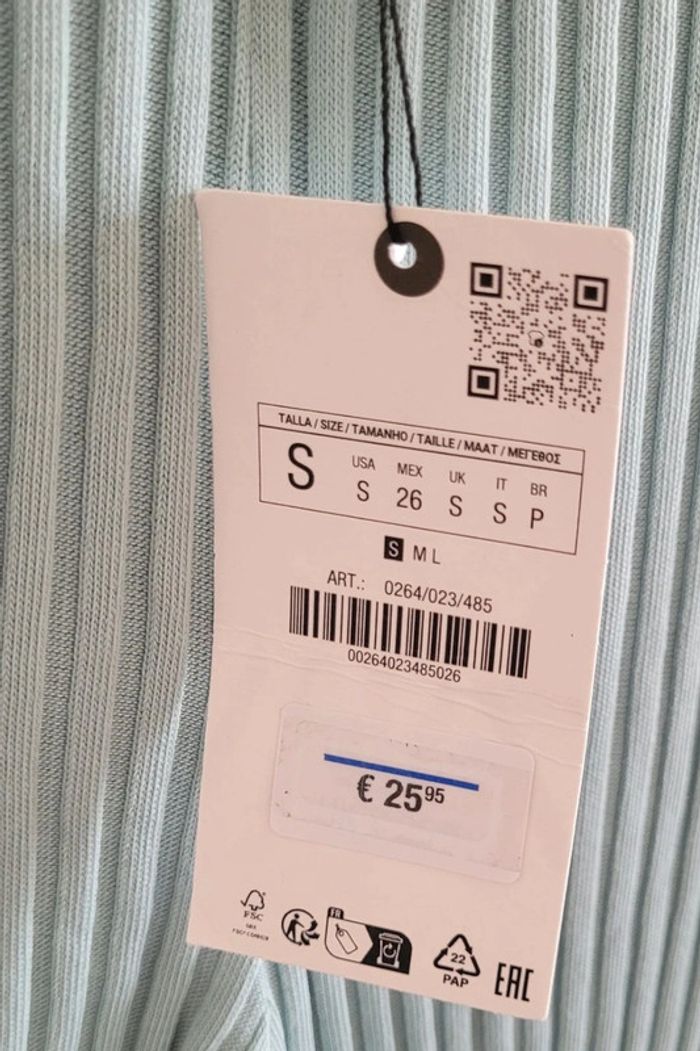 TALLA / SIZE / TAMANHO / TAILLE / MAAT / ΜΕΓΕΘΟΣ
S
USA MEX UK IT BR
S 26 S S P
S M L
ART.: 0264/023/485
00264023485026
€ 25 95
FSC
FR
22
PAP
EAC